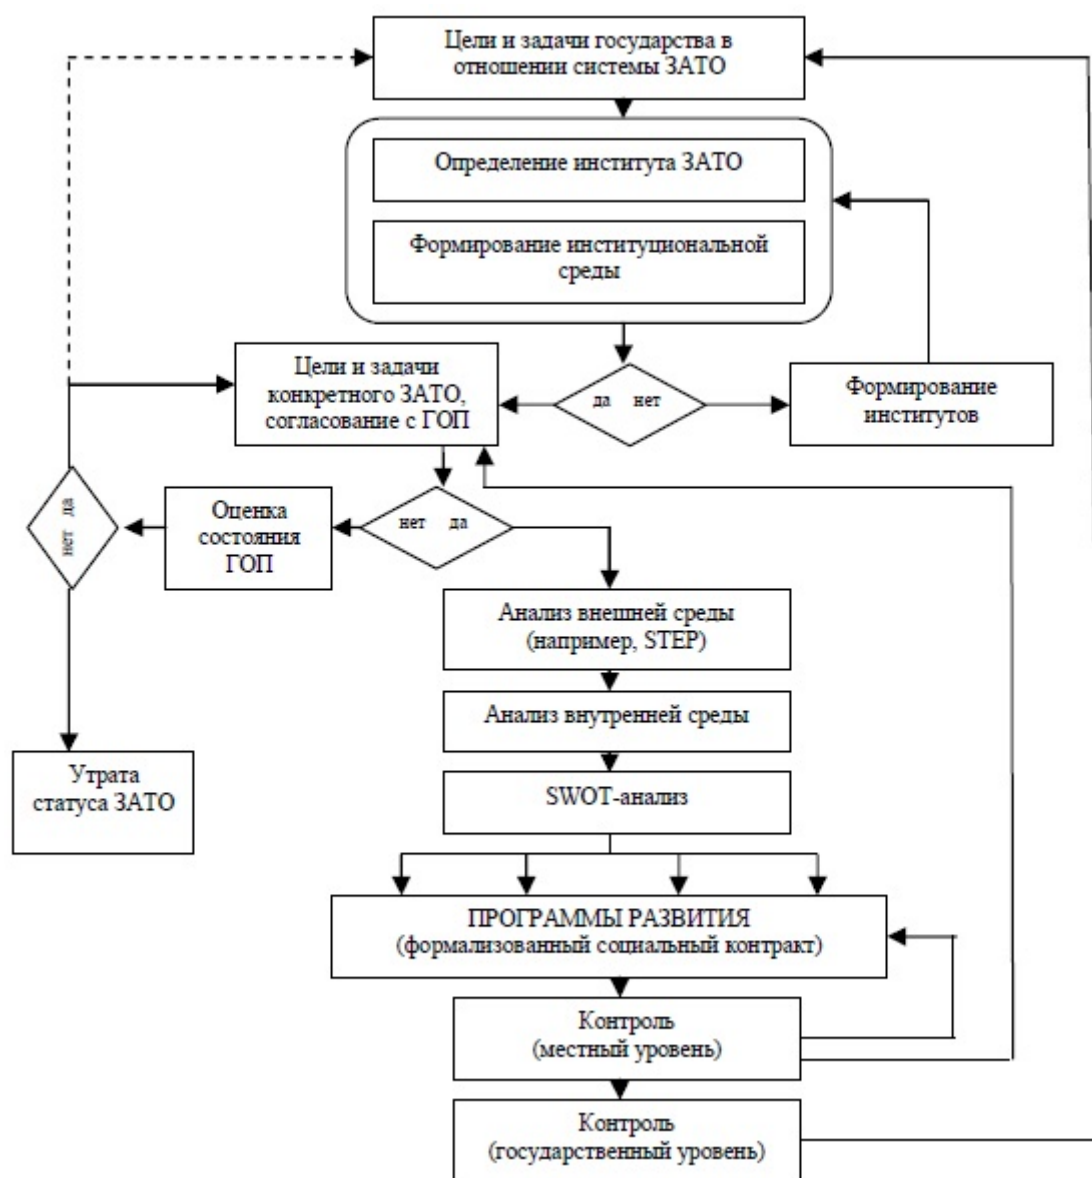 Цели и задачи государства в
отношении системы ЗАТО
Определение института ЗАТО
Формирование институциональной
среды
Цели и задачи
конкретного ЗАТО,
согласование с ГОП
да нет
Формирование
институтов
нет да
Оценка
состояния
ГОП
нет да
Анализ внешней среды
(например, STEP)
Анализ внутренней среды
Утрата
статуса ЗАТО
SWOT-анализ
ПРОГРАММЫ РАЗВИТИЯ
(формализованный социальный контракт)
Контроль
(местный уровень)
Контроль
(государственный уровень)